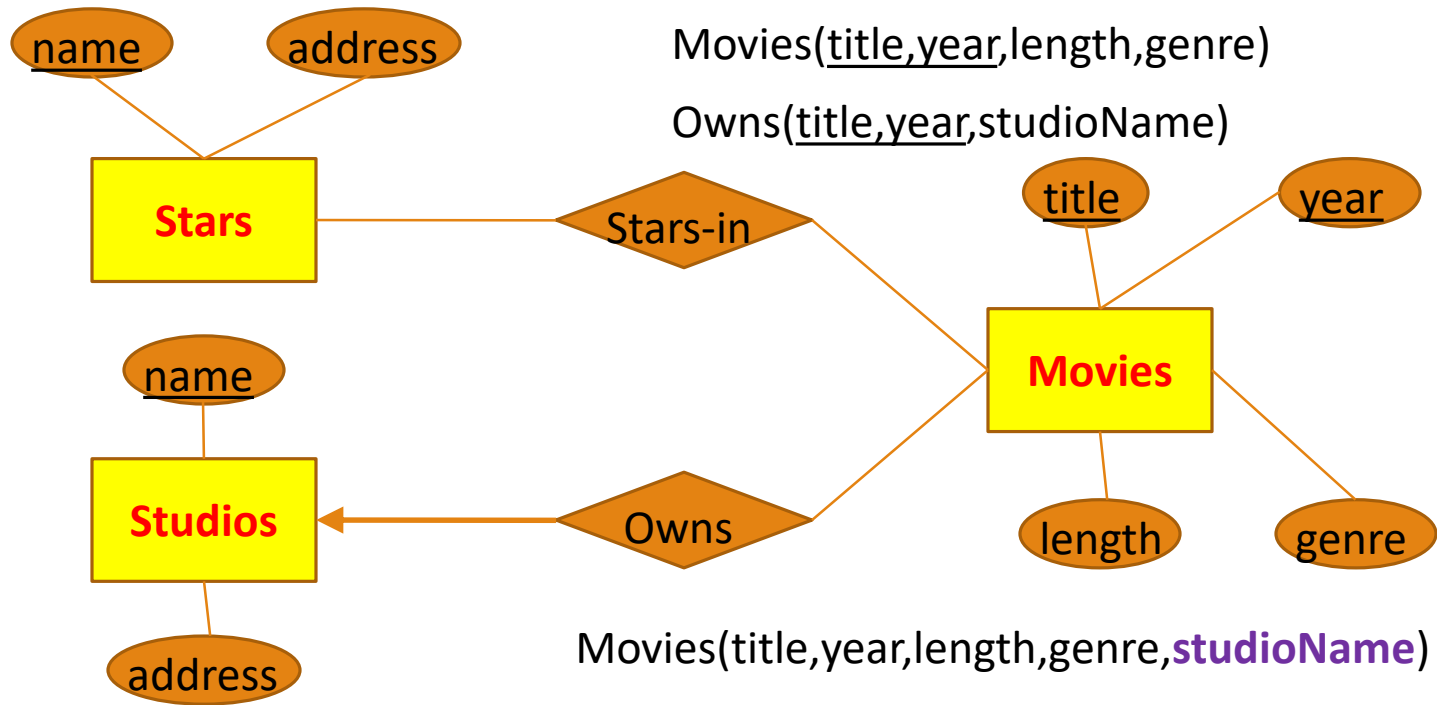 name
address
Movies(title,year,length,genre)
Owns(title,year,studioName)
Stars
Stars-in
title
year
name
Movies
Studios
Owns
length
genre
address
Movies(title,year,length,genre,studioName)